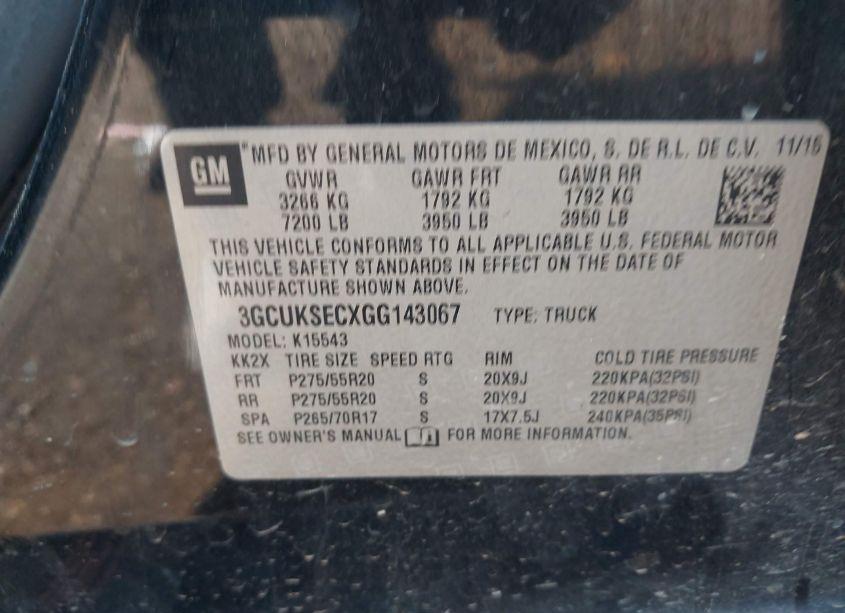 GM
MFD BY GENERAL MOTORS DE MEXICO, S. DE R.L. DE C.V. 11/15
GVWR GAWR FRT GAWR RR
3266 KG 1792 KG 1792 KG
7200 LB 3950 LB 3950 LB
THIS VEHICLE CONFORMS TO ALL APPLICABLE U.S. FEDERAL MOTOR
VEHICLE SAFETY STANDARDS IN EFFECT ON THE DATE OF
MANUFACTURE SHOWN ABOVE.
3GCUKSECXGG143067 TYPE: TRUCK
MODEL: K15543
KK2X TIRE SIZE SPEED RTG RIM COLD TIRE PRESSURE
FRT P275/55R20 S 20X9J 220KPA(32PSI)
RR P275/55R20 S 20X9J 220KPA(32PSI)
SPA P265/70R17 S 17X7.5J 240KPA(35PSI)
SEE OWNER'S MANUAL FOR MORE INFORMATION.